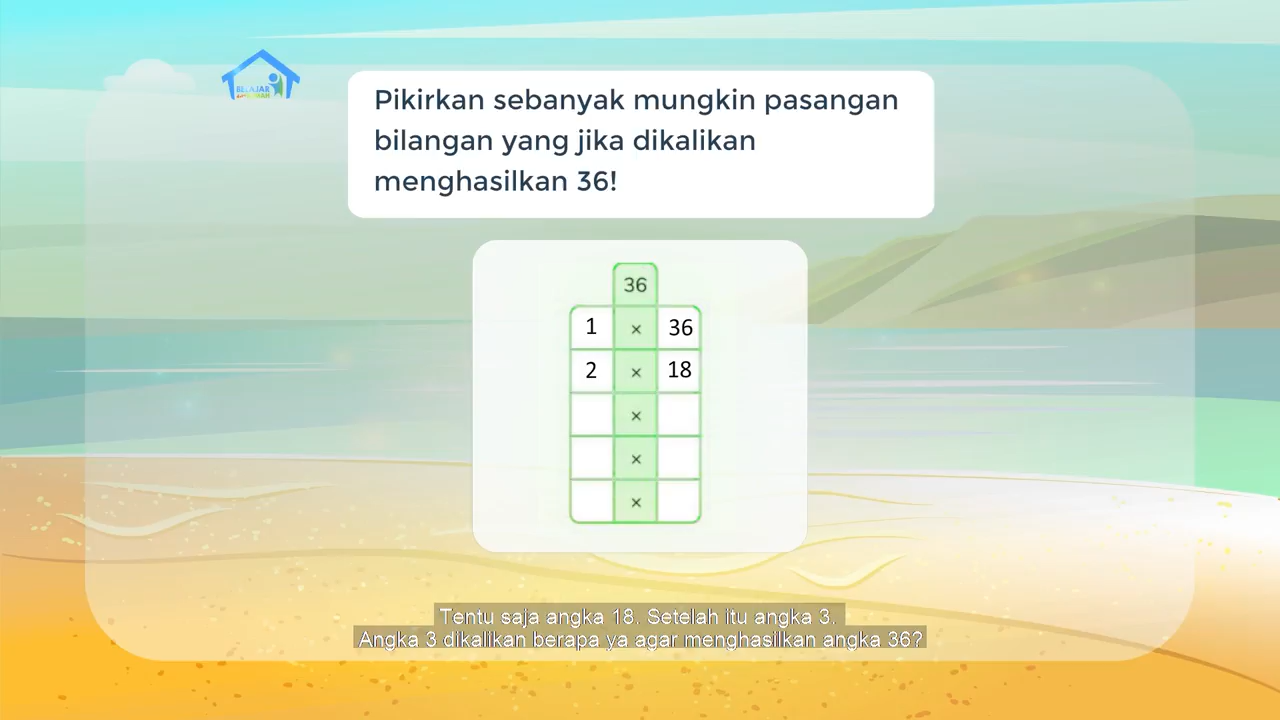 BELAJAR
Pikirkan sebanyak mungkin pasangan
bilangan yang jika dikalikan
menghasilkan 36!
36
1 × 36
2 × 18
×
×
×
Tentu saja angka 18. Setelah itu angka 3.
Angka 3 dikalikan berapa ya agar menghasilkan angka 36?